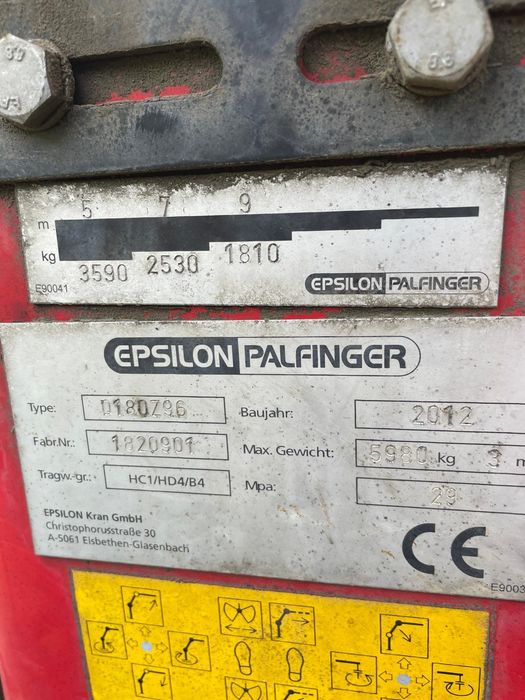 m 5 7 9
kg 3590 2530 1810
E90041 EPSILON PALFINGER
EPSILON PALFINGER
Type: Q180Z96 Baujahr: 2012
Fabr.Nr.: 1820901 Max. Gewicht: 5980 kg 3 m
Tragw.-gr.: HC1/HD4/B4 Mpa: 29
EPSILON Kran GmbH
Christophorusstraße 30
A-5061 Elsbethen-Glasenbach
CE
E9003